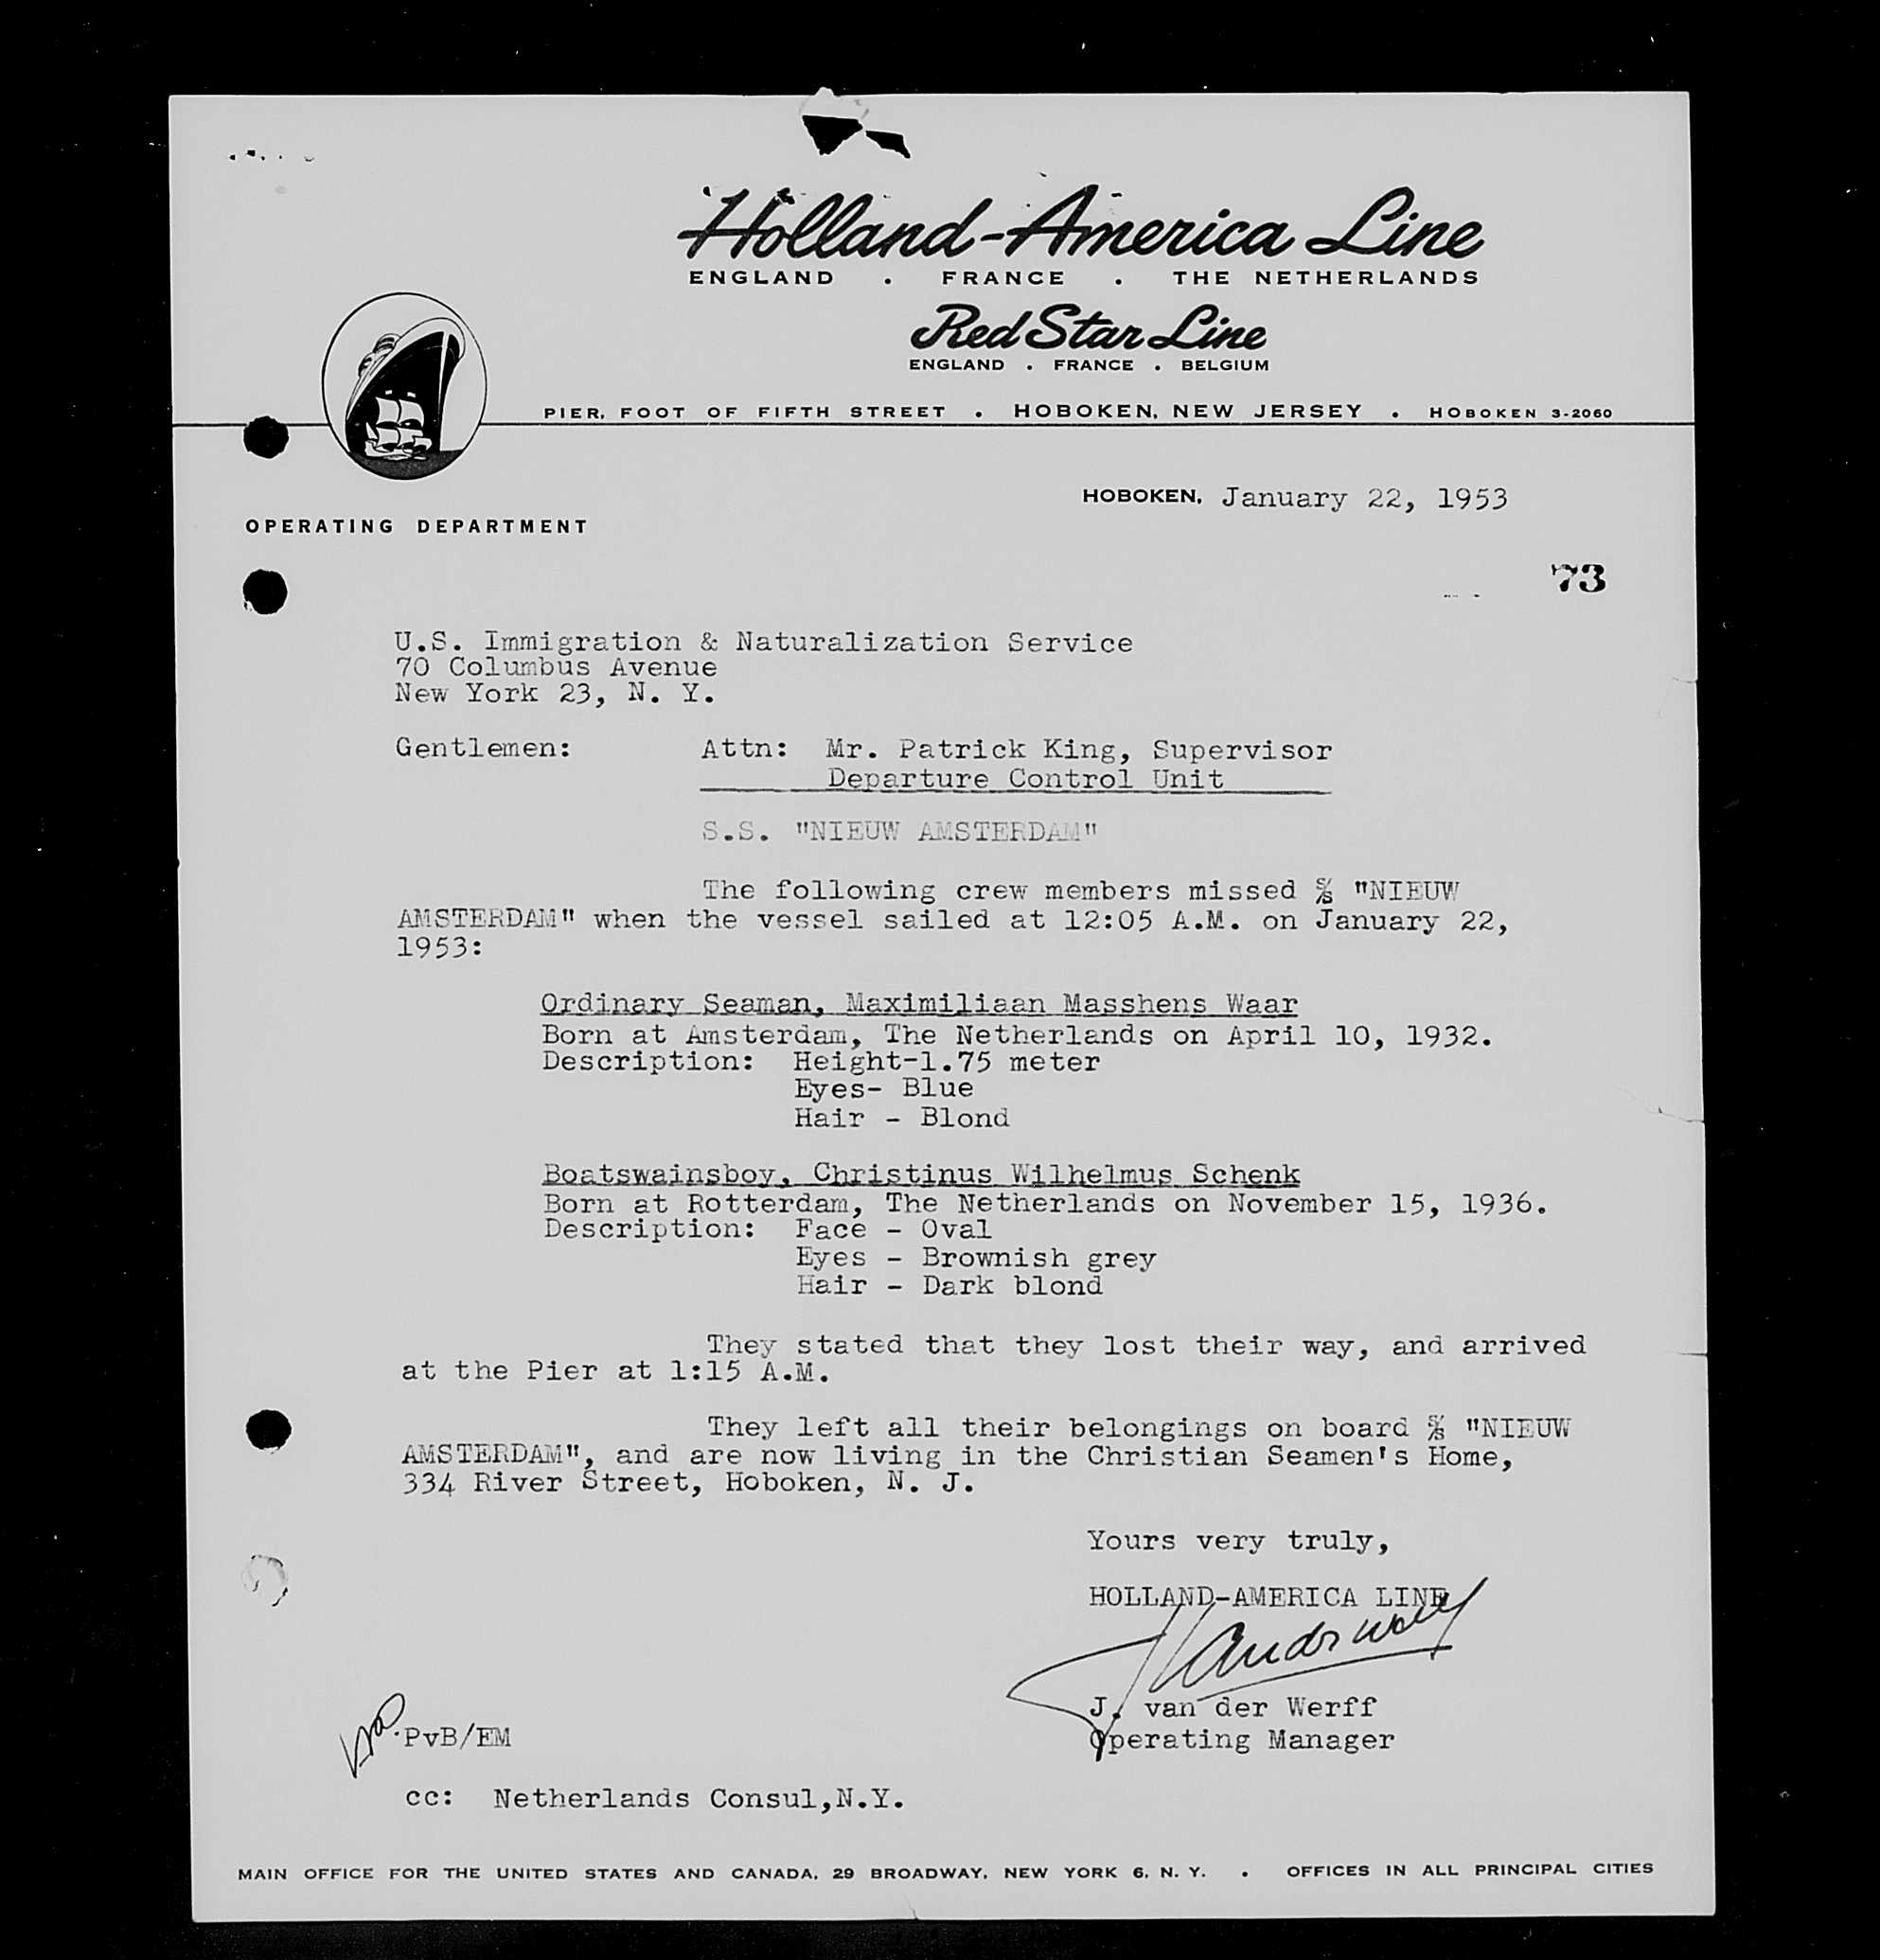 Holland-America Line
ENGLAND . FRANCE . THE NETHERLANDS
Red Star Line
ENGLAND . FRANCE . BELGIUM
PIER, FOOT OF FIFTH STREET . HOBOKEN, NEW JERSEY . HOBOKEN 3-2060
HOBOKEN, January 22, 1953
OPERATING DEPARTMENT
73
U.S. Immigration & Naturalization Service
70 Columbus Avenue
New York 23, N. Y.
Gentlemen: Attn: Mr. Patrick King, Supervisor
Departure Control Unit
S.S. "NIEUW AMSTERDAM"
The following crew members missed S/S "NIEUW
AMSTERDAM" when the vessel sailed at 12:05 A.M. on January 22,
1953:
Ordinary Seaman, Maximiliaan Masshens Waar
Born at Amsterdam, The Netherlands on April 10, 1932.
Description: Height-1.75 meter
Eyes- Blue
Hair - Blond
Boatswainsboy, Christinus Wilhelmus Schenk
Born at Rotterdam, The Netherlands on November 15, 1936.
Description: Face - Oval
Eyes - Brownish grey
Hair - Dark blond
They stated that they lost their way, and arrived
at the Pier at 1:15 A.M.
They left all their belongings on board S/S "NIEUW
AMSTERDAM", and are now living in the Christian Seamen's Home,
334 River Street, Hoboken, N. J.
Yours very truly,
HOLLAND-AMERICA LINE
J. van der Werff
Operating Manager
PvB/EM
cc: Netherlands Consul,N.Y.
MAIN OFFICE FOR THE UNITED STATES AND CANADA, 29 BROADWAY, NEW YORK 6, N. Y. . OFFICES IN ALL PRINCIPAL CITIES